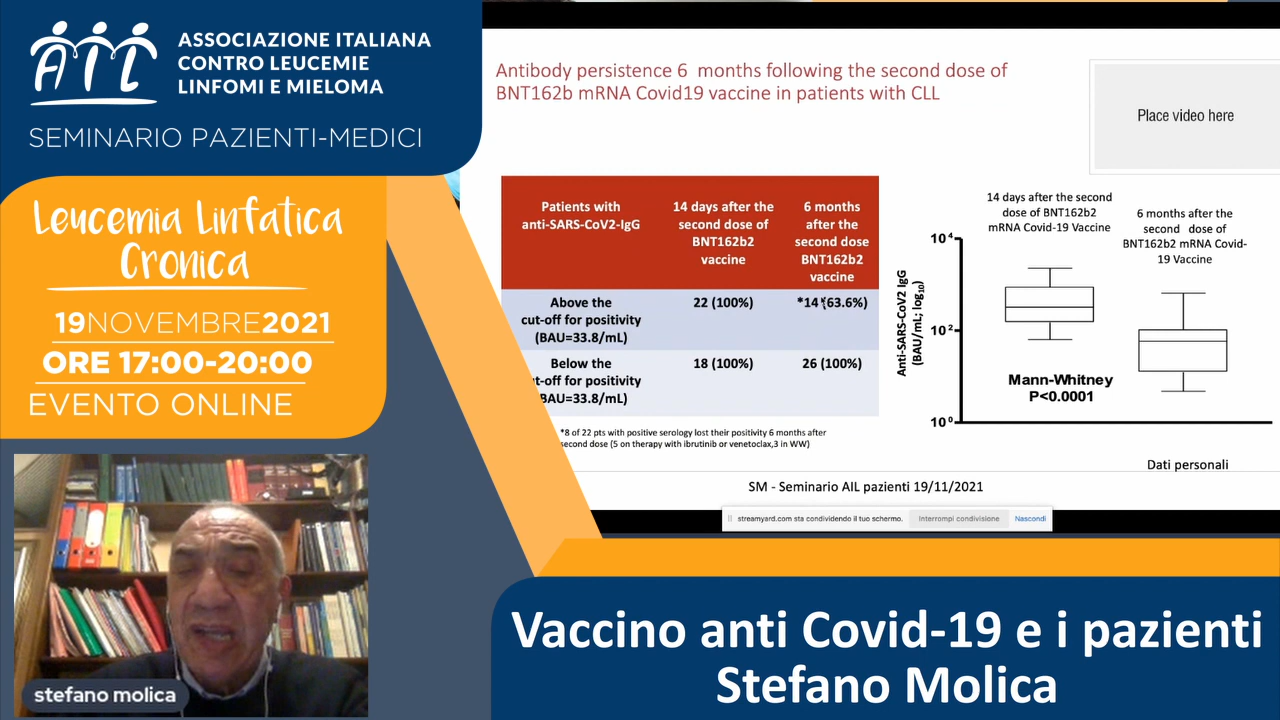 AIL
ASSOCIAZIONE ITALIANA
CONTRO LEUCEMIE
LINFOMI E MIELOMA
SEMINARIO PAZIENTI-MEDICI
Leucemia Linfatica
Cronica
19NOVEMBRE2021
ORE 17:00-20:00
EVENTO ONLINE
Antibody persistence 6 months following the second dose of
BNT162b mRNA Covid19 vaccine in patients with CLL
Place video here
Patients with
anti-SARS-CoV2-IgG
14 days after the
second dose of
BNT162b2
vaccine
6 months
after the
second dose
BNT162b2
vaccine
Above the
cut-off for positivity
(BAU=33.8/mL)
22 (100%)
*14 (63.6%)
Below the
t-off for positivity
BAU=33.8/mL)
18 (100%)
26 (100%)
*8 of 22 pts with positive serology lost their positivity 6 months after
second dose (5 on therapy with ibrutinib or venetoclax,3 in WW)
14 days after the second
dose of BNT162b2
mRNA Covid-19 Vaccine
6 months after the
second dose of
BNT162b2 mRNA Covid-
19 Vaccine
Anti-SARS-CoV2 IgG
(BAU/mL; log10)
10⁴
10²
10⁰
Mann-Whitney
P<0.0001
Dati personali
SM - Seminario AIL pazienti 19/11/2021
streamyard.com sta condividendo il tuo schermo.
Interrompi condivisione
Nascondi
stefano molica
Vaccino anti Covid-19 e i pazienti
Stefano Molica